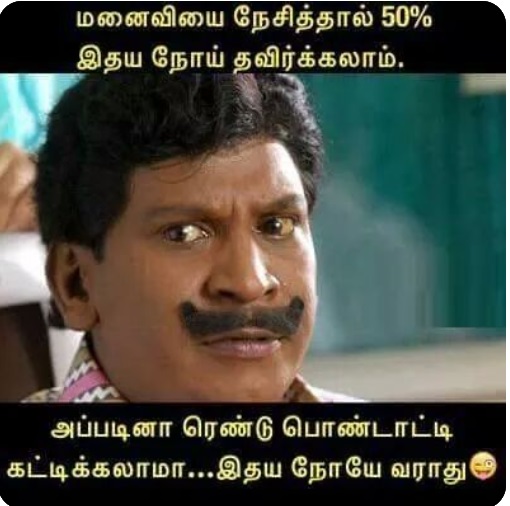 மனைவியை நேசித்தால் 50%
இதய நோய் தவிர்க்கலாம்.
அப்படினா ரெண்டு பொண்டாட்டி
கட்டிக்கலாமா...இதய நோயே வராது😜